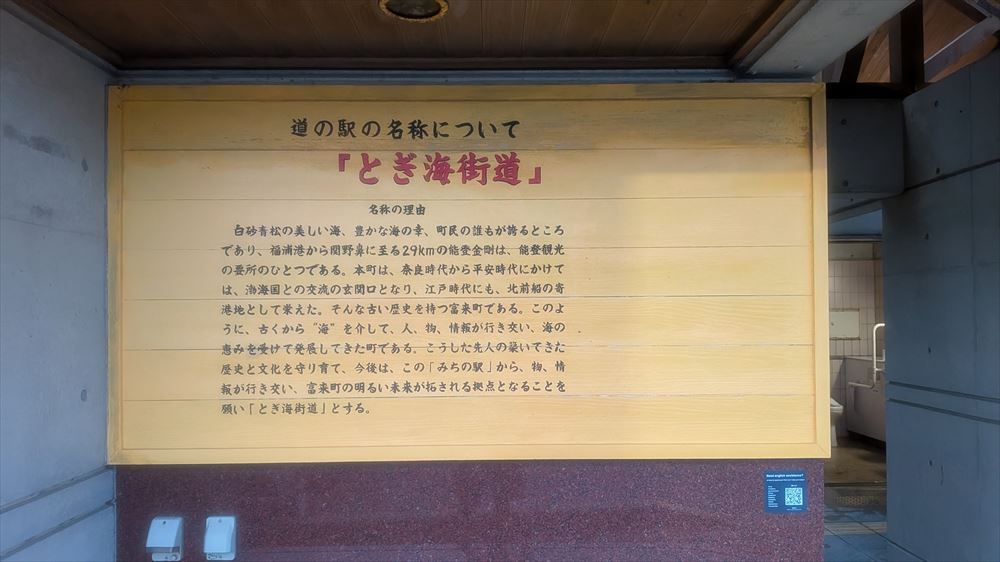 道の駅の名称について
「とぎ海街道」
名称の理由
白砂青松の美しい海、豊かな海の幸、町民の誰もが誇るところ
であり、福浦港から関野鼻に至る29kmの能登金剛は、能登観光
の要所のひとつである。本町は、奈良時代から平安時代にかけて
は、渤海国との交流の玄関口となり、江戸時代にも、北前船の寄
港地として栄えた。そんな古い歴史を持つ富来町である。このよ
うに、古くから“海”を介して、人、物、情報が行き交い、海の
恵みを受けて発展してきた町である。こうした先人の築いてきた
歴史と文化を守り育て、今後は、この「みちの駅」から、物、情
報が行き交い、富来町の明るい未来が拓される拠点となることを
願い「とぎ海街道」とする。
Need english assistance?